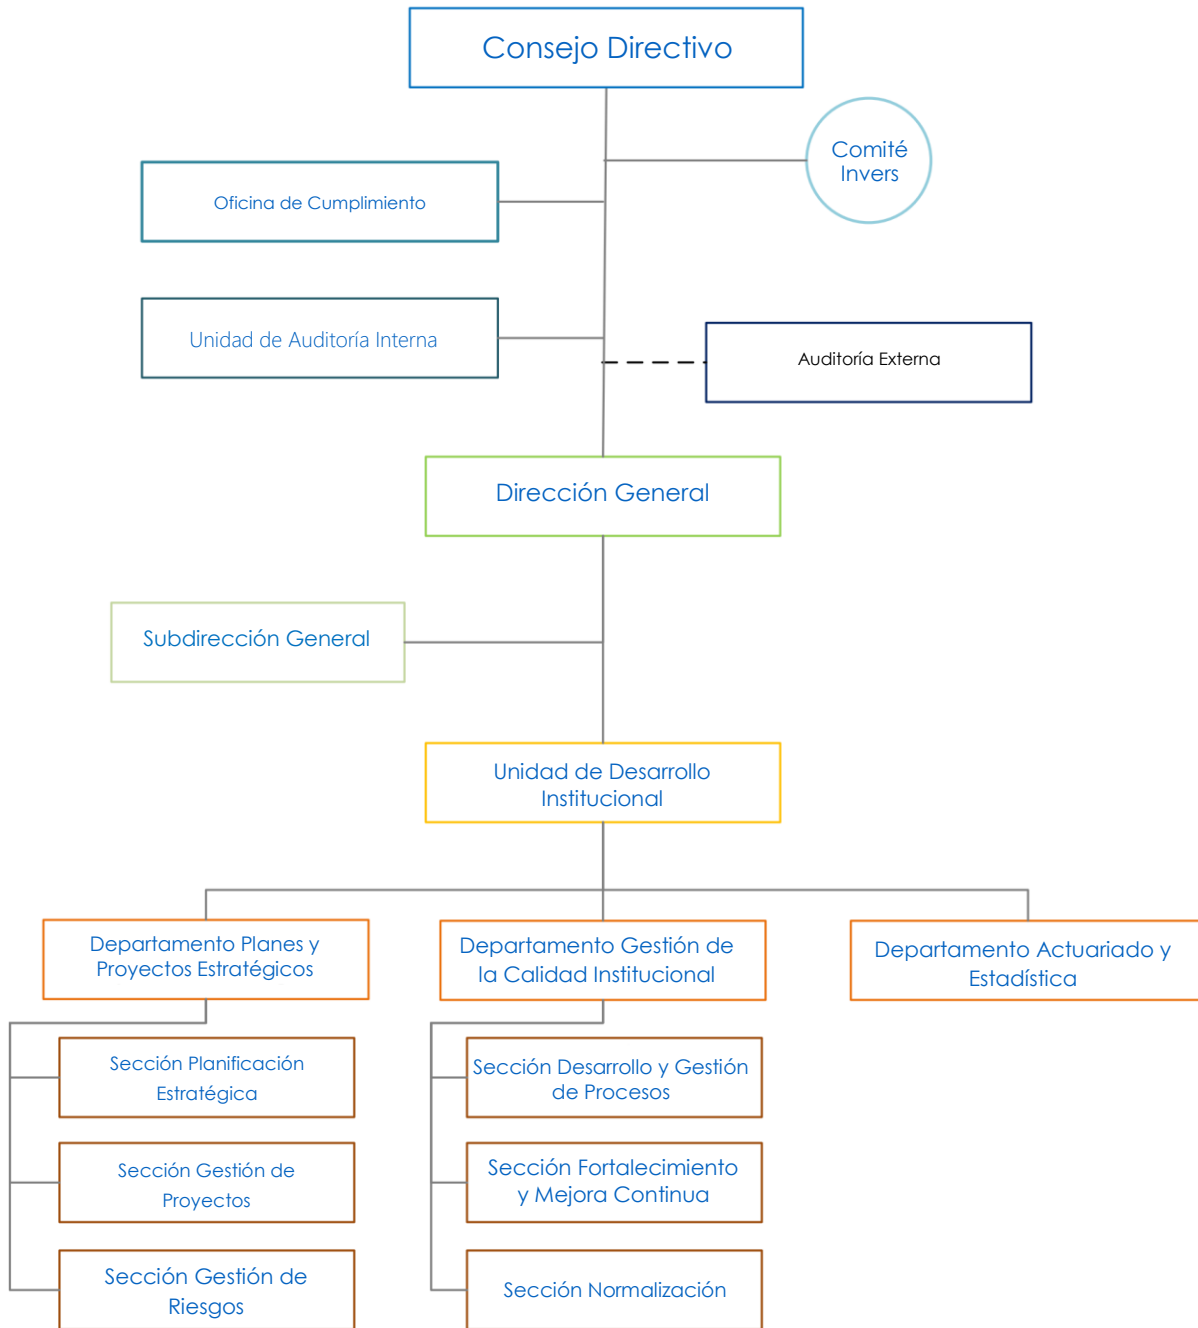 Consejo Directivo
Comité
Invers
Oficina de Cumplimiento
Unidad de Auditoría Interna
Auditoría Externa
Dirección General
Subdirección General
Unidad de Desarrollo
Institucional
Departamento Planes y
Proyectos Estratégicos
Departamento Gestión de
la Calidad Institucional
Departamento Actuariado y
Estadística
Sección Planificación
Estratégica
Sección Desarrollo y Gestión
de Procesos
Sección Gestión de
Proyectos
Sección Fortalecimiento
y Mejora Continua
Sección Gestión de
Riesgos
Sección Normalización